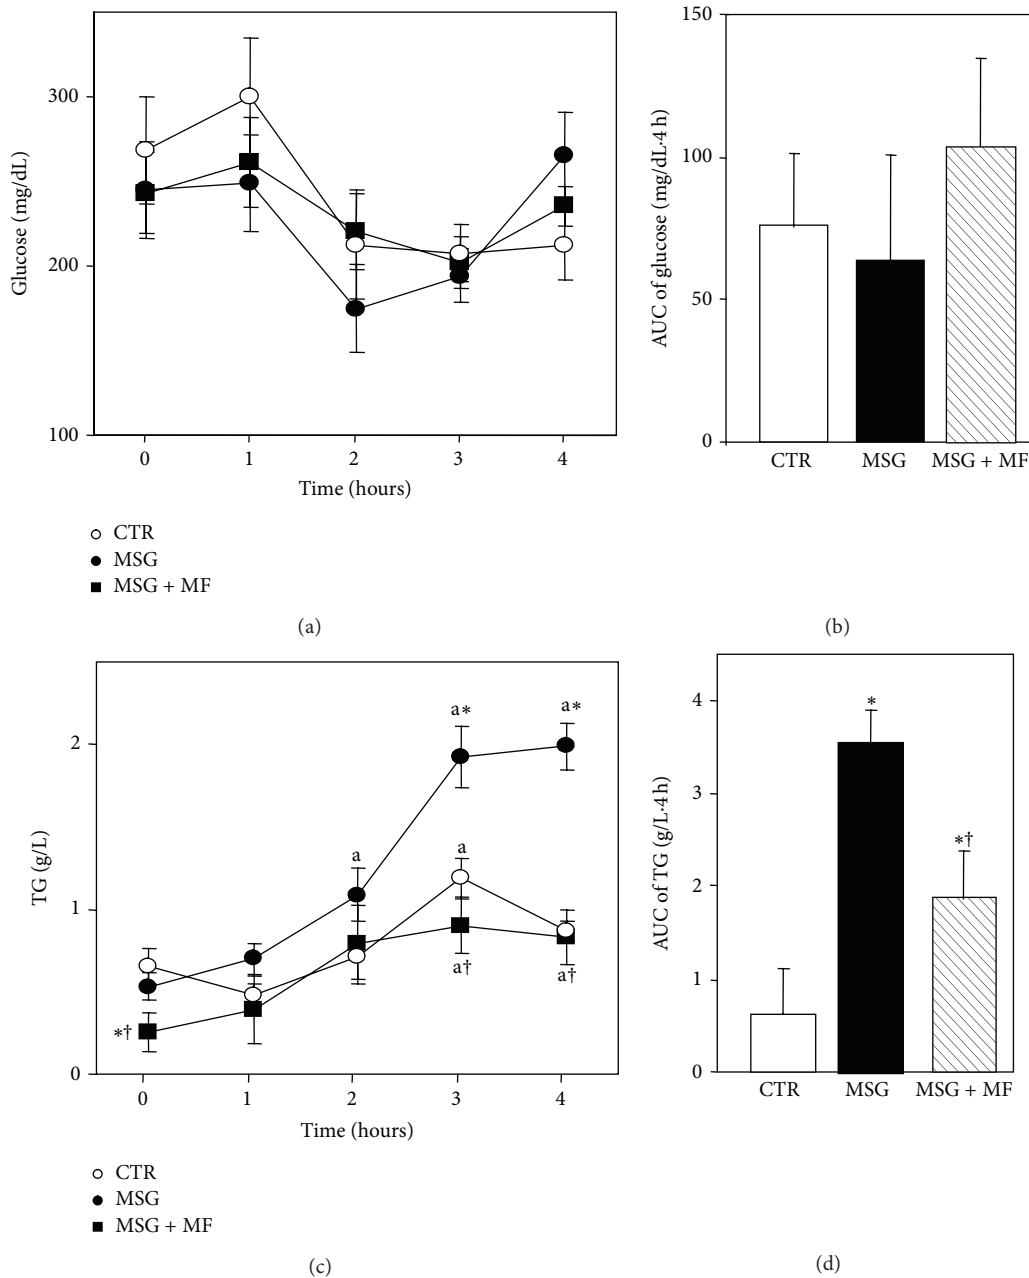 300
200
100
Glucose (mg/dL)
0 1 2 3 4
Time (hours)
CTR
MSG
MSG + MF
(a)
150
100
50
0
AUC of glucose (mg/dL·4 h)
CTR MSG MSG + MF
(b)
2
1
0
TG (g/L)
a* a*
a a
a† a†
*†
0 1 2 3 4
Time (hours)
CTR
MSG
MSG + MF
(c)
4
3
2
1
0
AUC of TG (g/L·4 h)
*
*†
CTR MSG MSG + MF
(d)